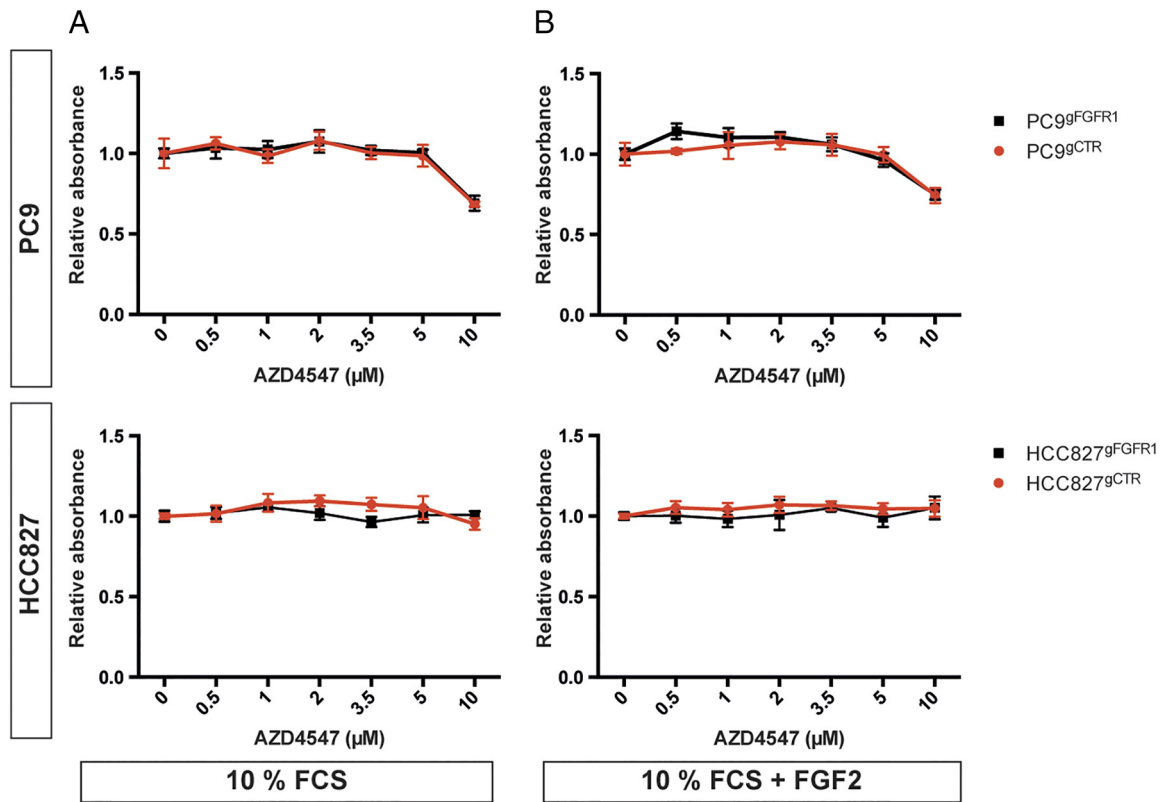 A
B
PC9
Relative absorbance
1.5
1.0
0.5
0.0
0
0.5
1
2
3.5
5
10
AZD4547 (µM)
Relative absorbance
1.5
1.0
0.5
0.0
0
0.5
1
2
3.5
5
10
AZD4547 (µM)
PC9gFGFR1
PC9gCTR
HCC827
Relative absorbance
1.5
1.0
0.5
0.0
0
0.5
1
2
3.5
5
10
AZD4547 (µM)
Relative absorbance
1.5
1.0
0.5
0.0
0
0.5
1
2
3.5
5
10
AZD4547 (µM)
HCC827gFGFR1
HCC827gCTR
10 % FCS
10 % FCS + FGF2